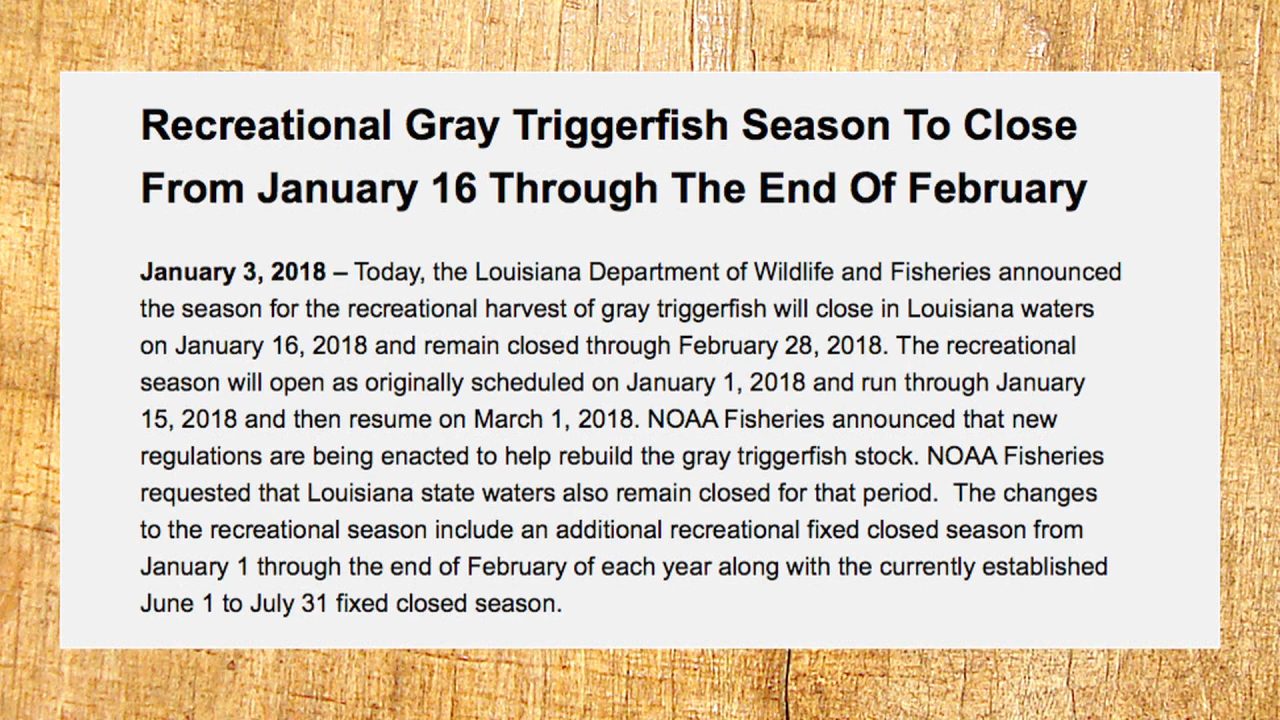 Recreational Gray Triggerfish Season To Close
From January 16 Through The End Of February
January 3, 2018 – Today, the Louisiana Department of Wildlife and Fisheries announced
the season for the recreational harvest of gray triggerfish will close in Louisiana waters
on January 16, 2018 and remain closed through February 28, 2018. The recreational
season will open as originally scheduled on January 1, 2018 and run through January
15, 2018 and then resume on March 1, 2018. NOAA Fisheries announced that new
regulations are being enacted to help rebuild the gray triggerfish stock. NOAA Fisheries
requested that Louisiana state waters also remain closed for that period.  The changes
to the recreational season include an additional recreational fixed closed season from
January 1 through the end of February of each year along with the currently established
June 1 to July 31 fixed closed season.